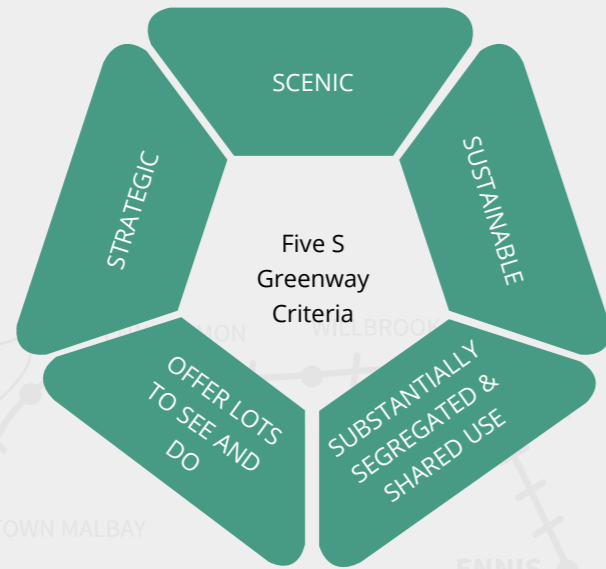 SCENIC
SUSTAINABLE
SUBSTANTIALLY
SEGREGATED &
SHARED USE
OFFER LOTS
TO SEE AND
DO
STRATEGIC
Five S
Greenway
Criteria
WILLBROOK
TOWN MALBAY
ENNIS